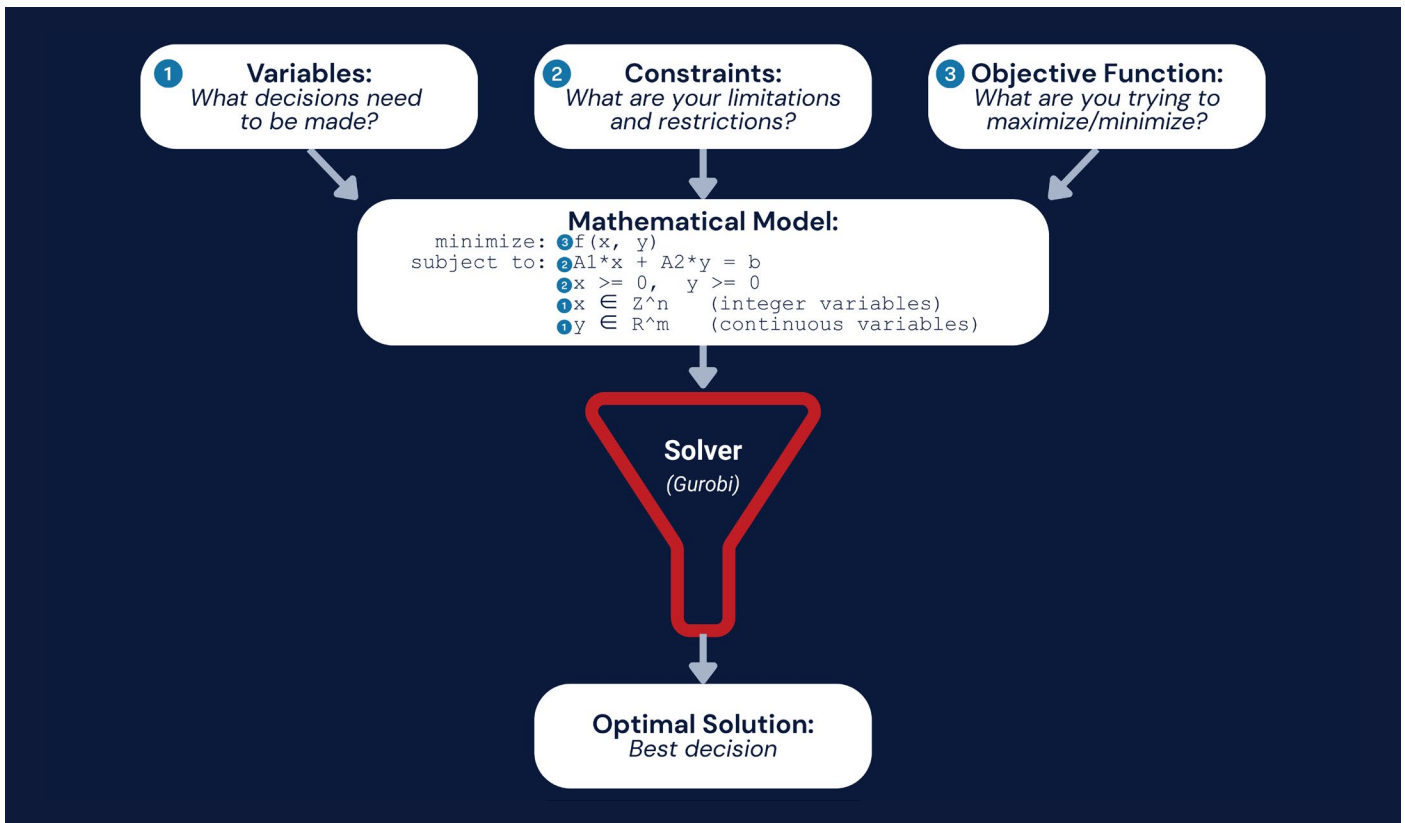 1 Variables:
What decisions need
to be made?
2 Constraints:
What are your limitations
and restrictions?
3 Objective Function:
What are you trying to
maximize/minimize?
Mathematical Model:
minimize: 3 f(x, y)
subject to: 2 A1*x + A2*y = b
2 x >= 0, y >= 0
1 x ∈ Z^n (integer variables)
1 y ∈ R^m (continuous variables)
Solver
(Gurobi)
Optimal Solution:
Best decision